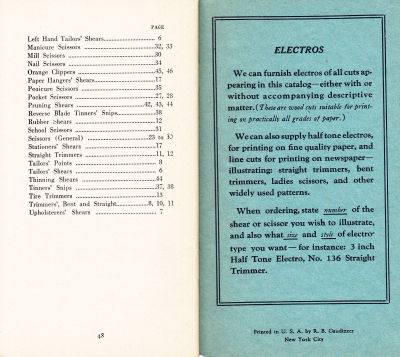 PAGE
Left Hand Tailors' Shears 6
Manicure Scissors 32, 33
Mill Scissors 30
Nail Scissors 34
Orange Clippers 45, 46
Paper Hangers' Shears 17
Pedicure Scissors 35
Pocket Scissors 27, 28
Pruning Shears 42, 43, 44
Reverse Blade Tinners' Snips 38
Rubber Shears 12
School Scissors 31
Scissors (General) 23 to 30
Stationers' Shears 17
Straight Trimmers 11, 12
Tailors' Points 8
Tailors' Shears 6
Thinning Shears 44
Tinners' Snips 37, 38
Tire Trimmers 13
Trimmers', Bent and Straight 8, 10, 11
Upholsterers' Shears 7
48
ELECTROS
We can furnish electros of all cuts ap-
pearing in this catalog—either with or
without accompanying descriptive
matter. (These are wood cuts suitable for print-
ing on practically all grades of paper.)
We can also supply half tone electros,
for printing on fine quality paper, and
line cuts for printing on newspaper—
illustrating: straight trimmers, bent
trimmers, ladies scissors, and other
widely used patterns.
When ordering, state number of the
shear or scissor you wish to illustrate,
and also what size and style of electro
type you want—for instance: 3 inch
Half Tone Electro, No. 136 Straight
Trimmer.
Printed in U. S. A. by R. B. Gaudineer
New York City